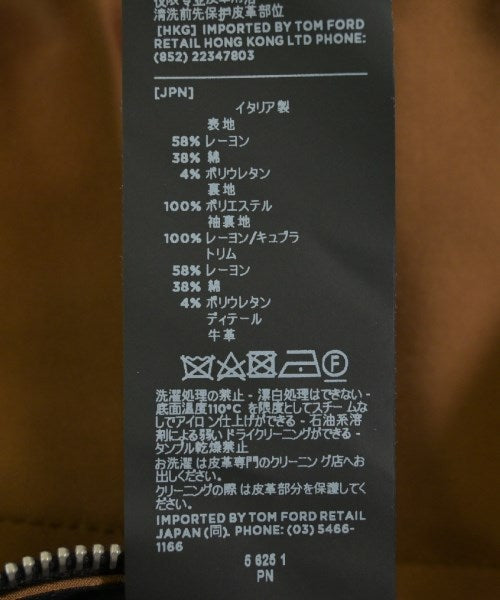 清洗前先保护皮革部位
[HKG] IMPORTED BY TOM FORD
RETAIL HONG KONG LTD PHONE:
(852) 22347803
[JPN]
イタリア製
表地
58% レーヨン
38% 綿
4% ポリウレタン
裏地
100% ポリエステル
袖裏地
100% レーヨン/キュプラ
トリム
58% レーヨン
38% 綿
4% ポリウレタン
ディテール
牛革
F
洗濯処理の禁止 - 漂白処理はできない -
底面温度110°C を限度としてスチームな
しでアイロン仕上げができる - 石油系溶
剤による弱い ドライクリーニングができる -
タンブル乾燥禁止
お洗濯 は皮革専門のクリーニン グ店へお
出しください。
クリーニングの際 は皮革部分を保護してく
ださい。
IMPORTED BY TOM FORD RETAIL
JAPAN (同). PHONE: (03) 5466-
1166
5 625 1
PN